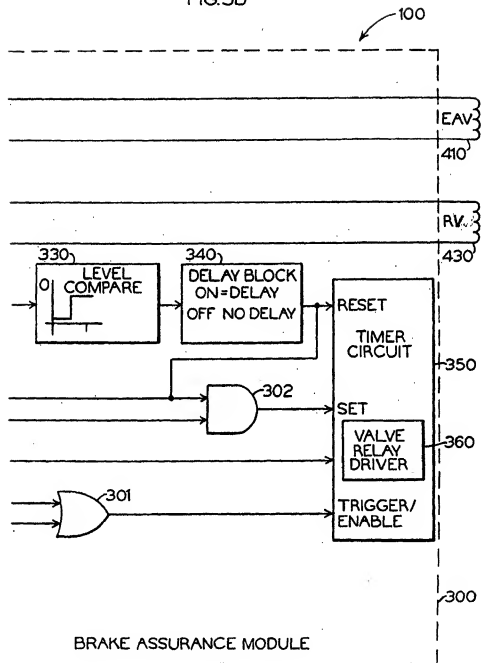 FIG.5B
100
EAV
410
RV
430
330
LEVEL
COMPARE
0
340
DELAY BLOCK
ON=DELAY
OFF NO DELAY
RESET
TIMER
CIRCUIT
350
302
SET
VALVE
RELAY
DRIVER
360
301
TRIGGER/
ENABLE
300
BRAKE ASSURANCE MODULE